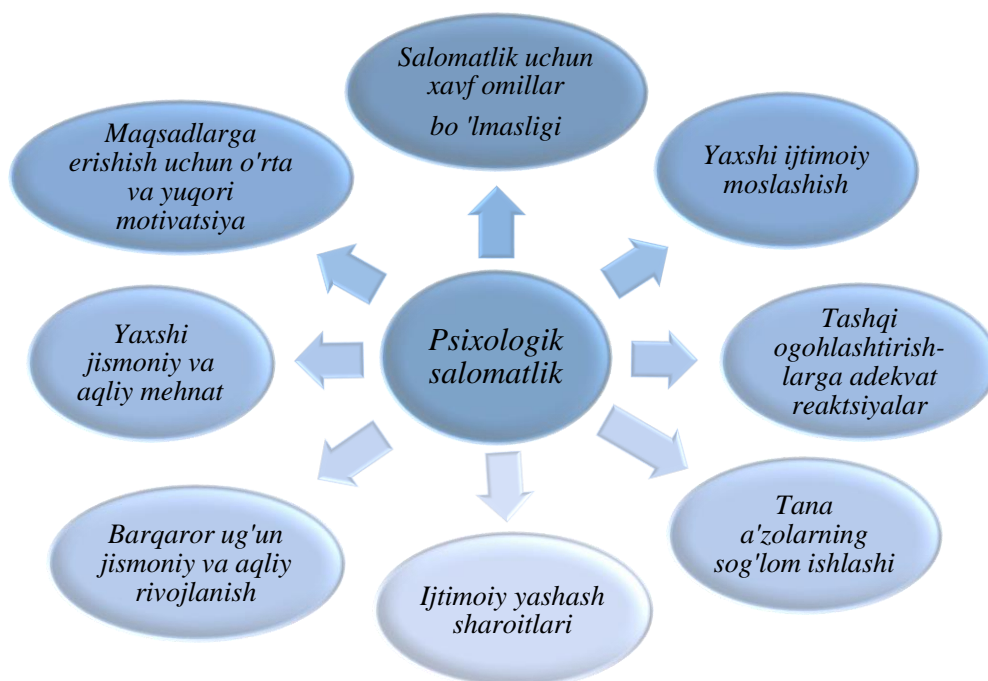 Salomatlik uchun
xavf omillar
bo 'lmasligi
Maqsadlarga
erishish uchun o'rta
va yuqori
motivatsiya
Yaxshi ijtimoiy
moslashish
Yaxshi
jismoniy va
aqliy mehnat
Psixologik
salomatlik
Tashqi
ogohlashtirish-
larga adekvat
reaktsiyalar
Barqaror ug'un
jismoniy va aqliy
rivojlanish
Ijtimoiy yashash
sharoitlari
Tana
a'zolarning
sog'lom ishlashi